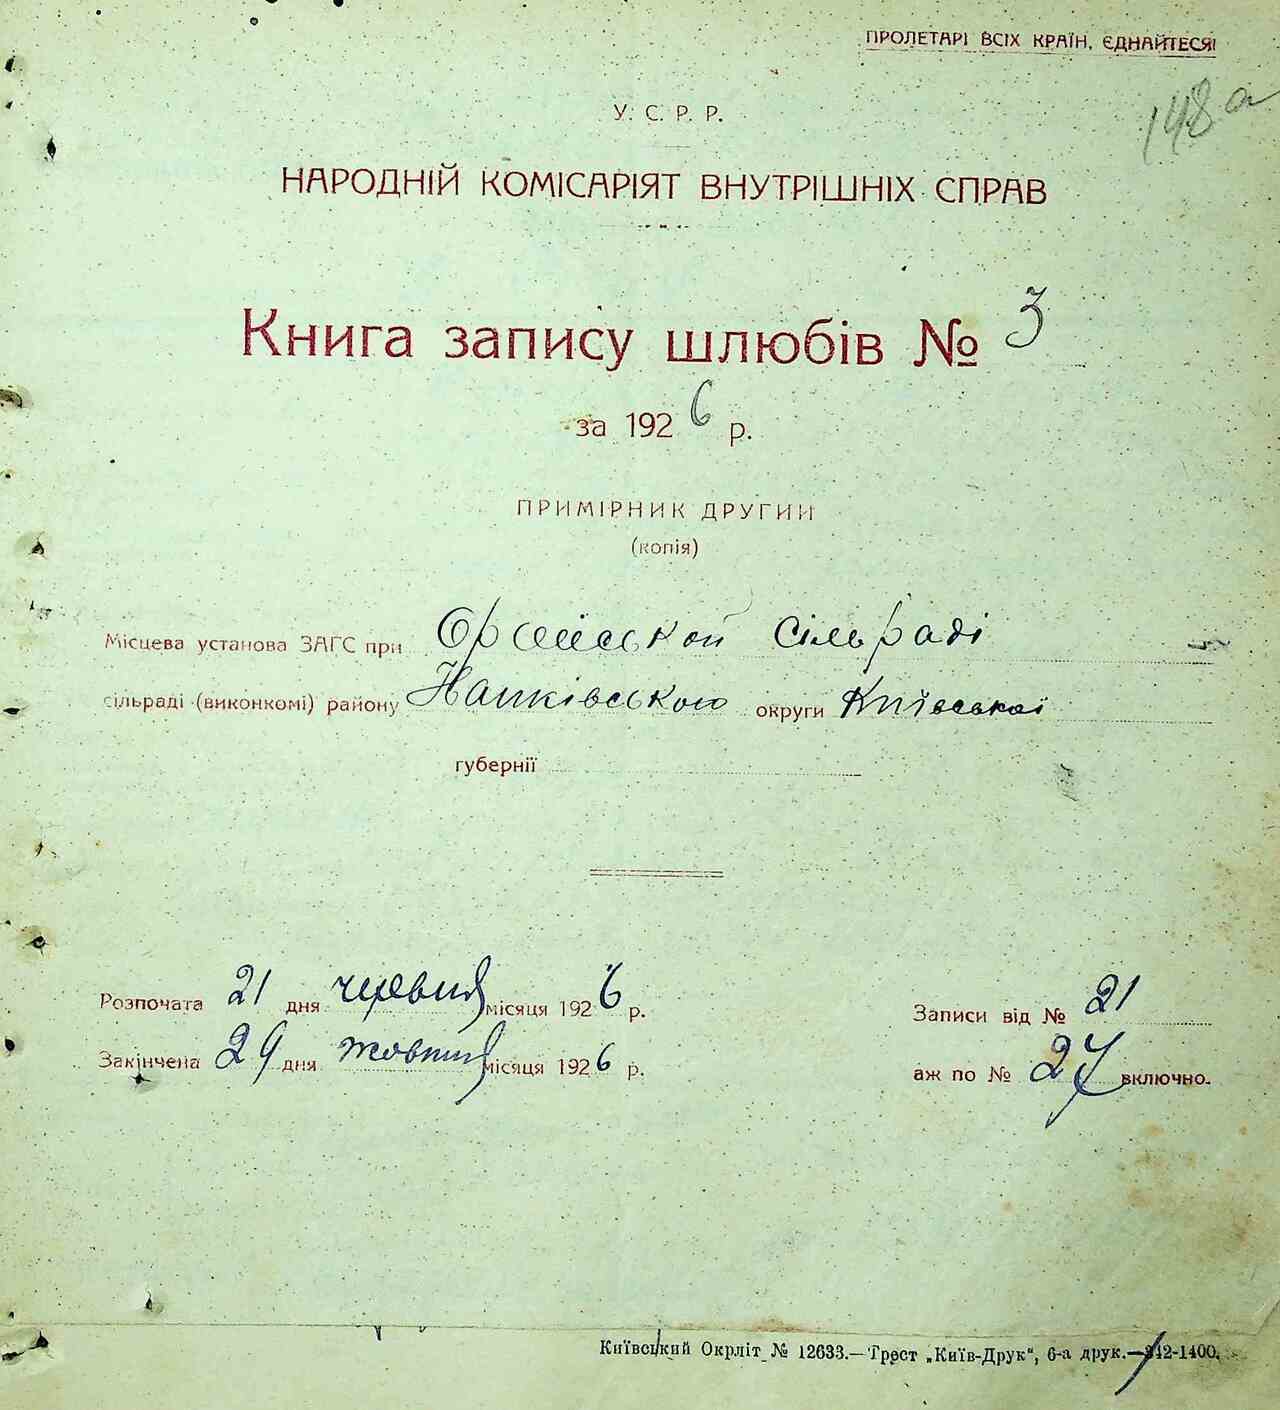 ПРОЛЕТАРІ ВСІХ КРАЇН, ЄДНАЙТЕСЯ!
148 а
У. С. Р. Р.
НАРОДНІЙ КОМІСАРІЯТ ВНУТРІШНІХ СПРАВ
Книга запису шлюбів № 3
за 1926 р.
ПРИМІРНИК ДРУГИЙ
(копія)
Місцева установа ЗАГС при сільраді
сільраді (виконкомі) району округи Київської
губернії
Розпочата 21 дня червня місяця 1926 р. Записи від № 21
Закінчена 29 дня жовтня місяця 1926 р. аж по № 27 включно.
Київський Окрліт № 12633.—Трест „Київ-Друк", 6-а друк.—342-1400.